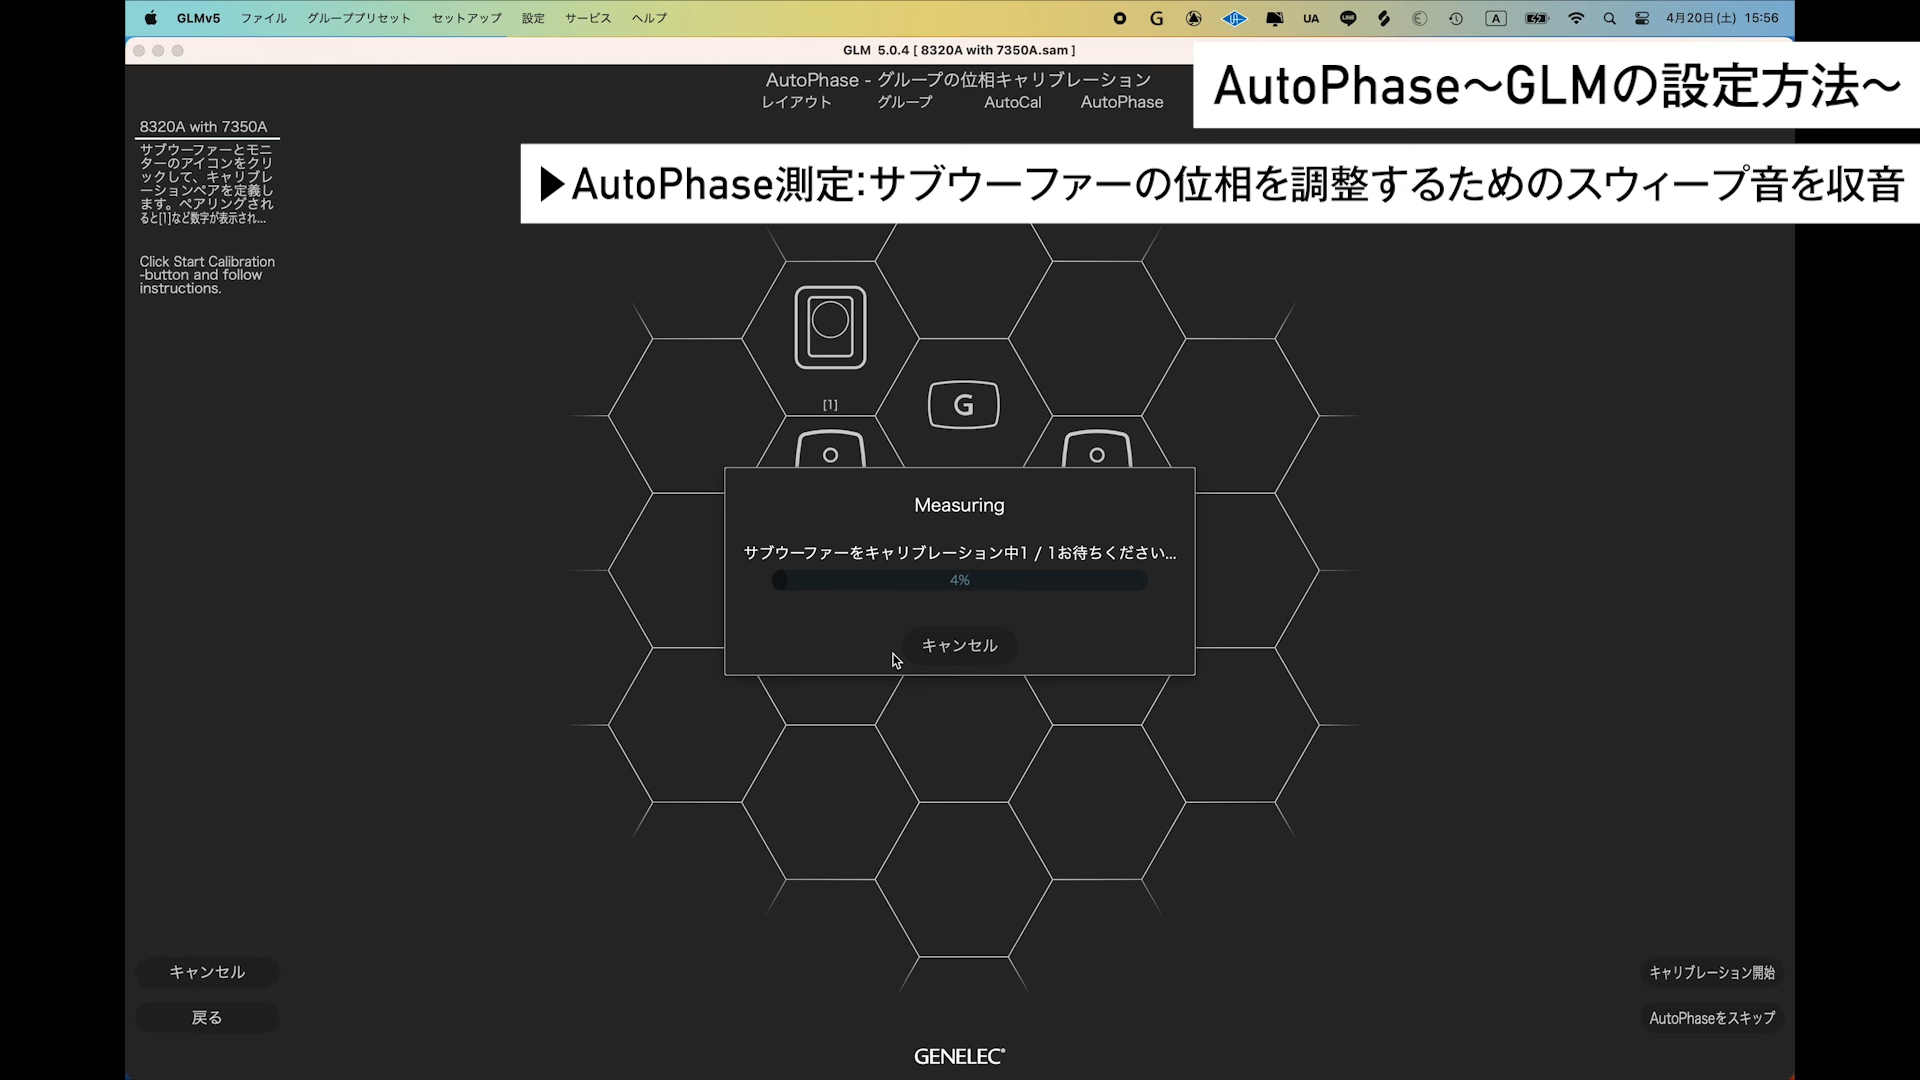 GLMv5 ファイル グループプリセット セットアップ 設定 サービス ヘルプ G UA LINE A 4月20日(土) 15:56
GLM 5.0.4 [ 8320A with 7350A.sam ]
AutoPhase - グループの位相キャリブレーション
レイアウト グループ AutoCal AutoPhase
AutoPhase～GLMの設定方法～
▶AutoPhase測定:サブウーファーの位相を調整するためのスウィープ音を収音
8320A with 7350A
サブウーファーとモニ
ターのアイコンをクリ
ックして、キャリブレ
ーションペアを定義し
ます。ペアリングされ
ると[1]など数字が表示され...
Click Start Calibration
-button and follow
instructions.
[1]
G
Measuring
サブウーファーをキャリブレーション中1 / 1お待ちください...
4%
キャンセル
キャンセル
戻る
キャリブレーション開始
AutoPhaseをスキップ
GENELEC®